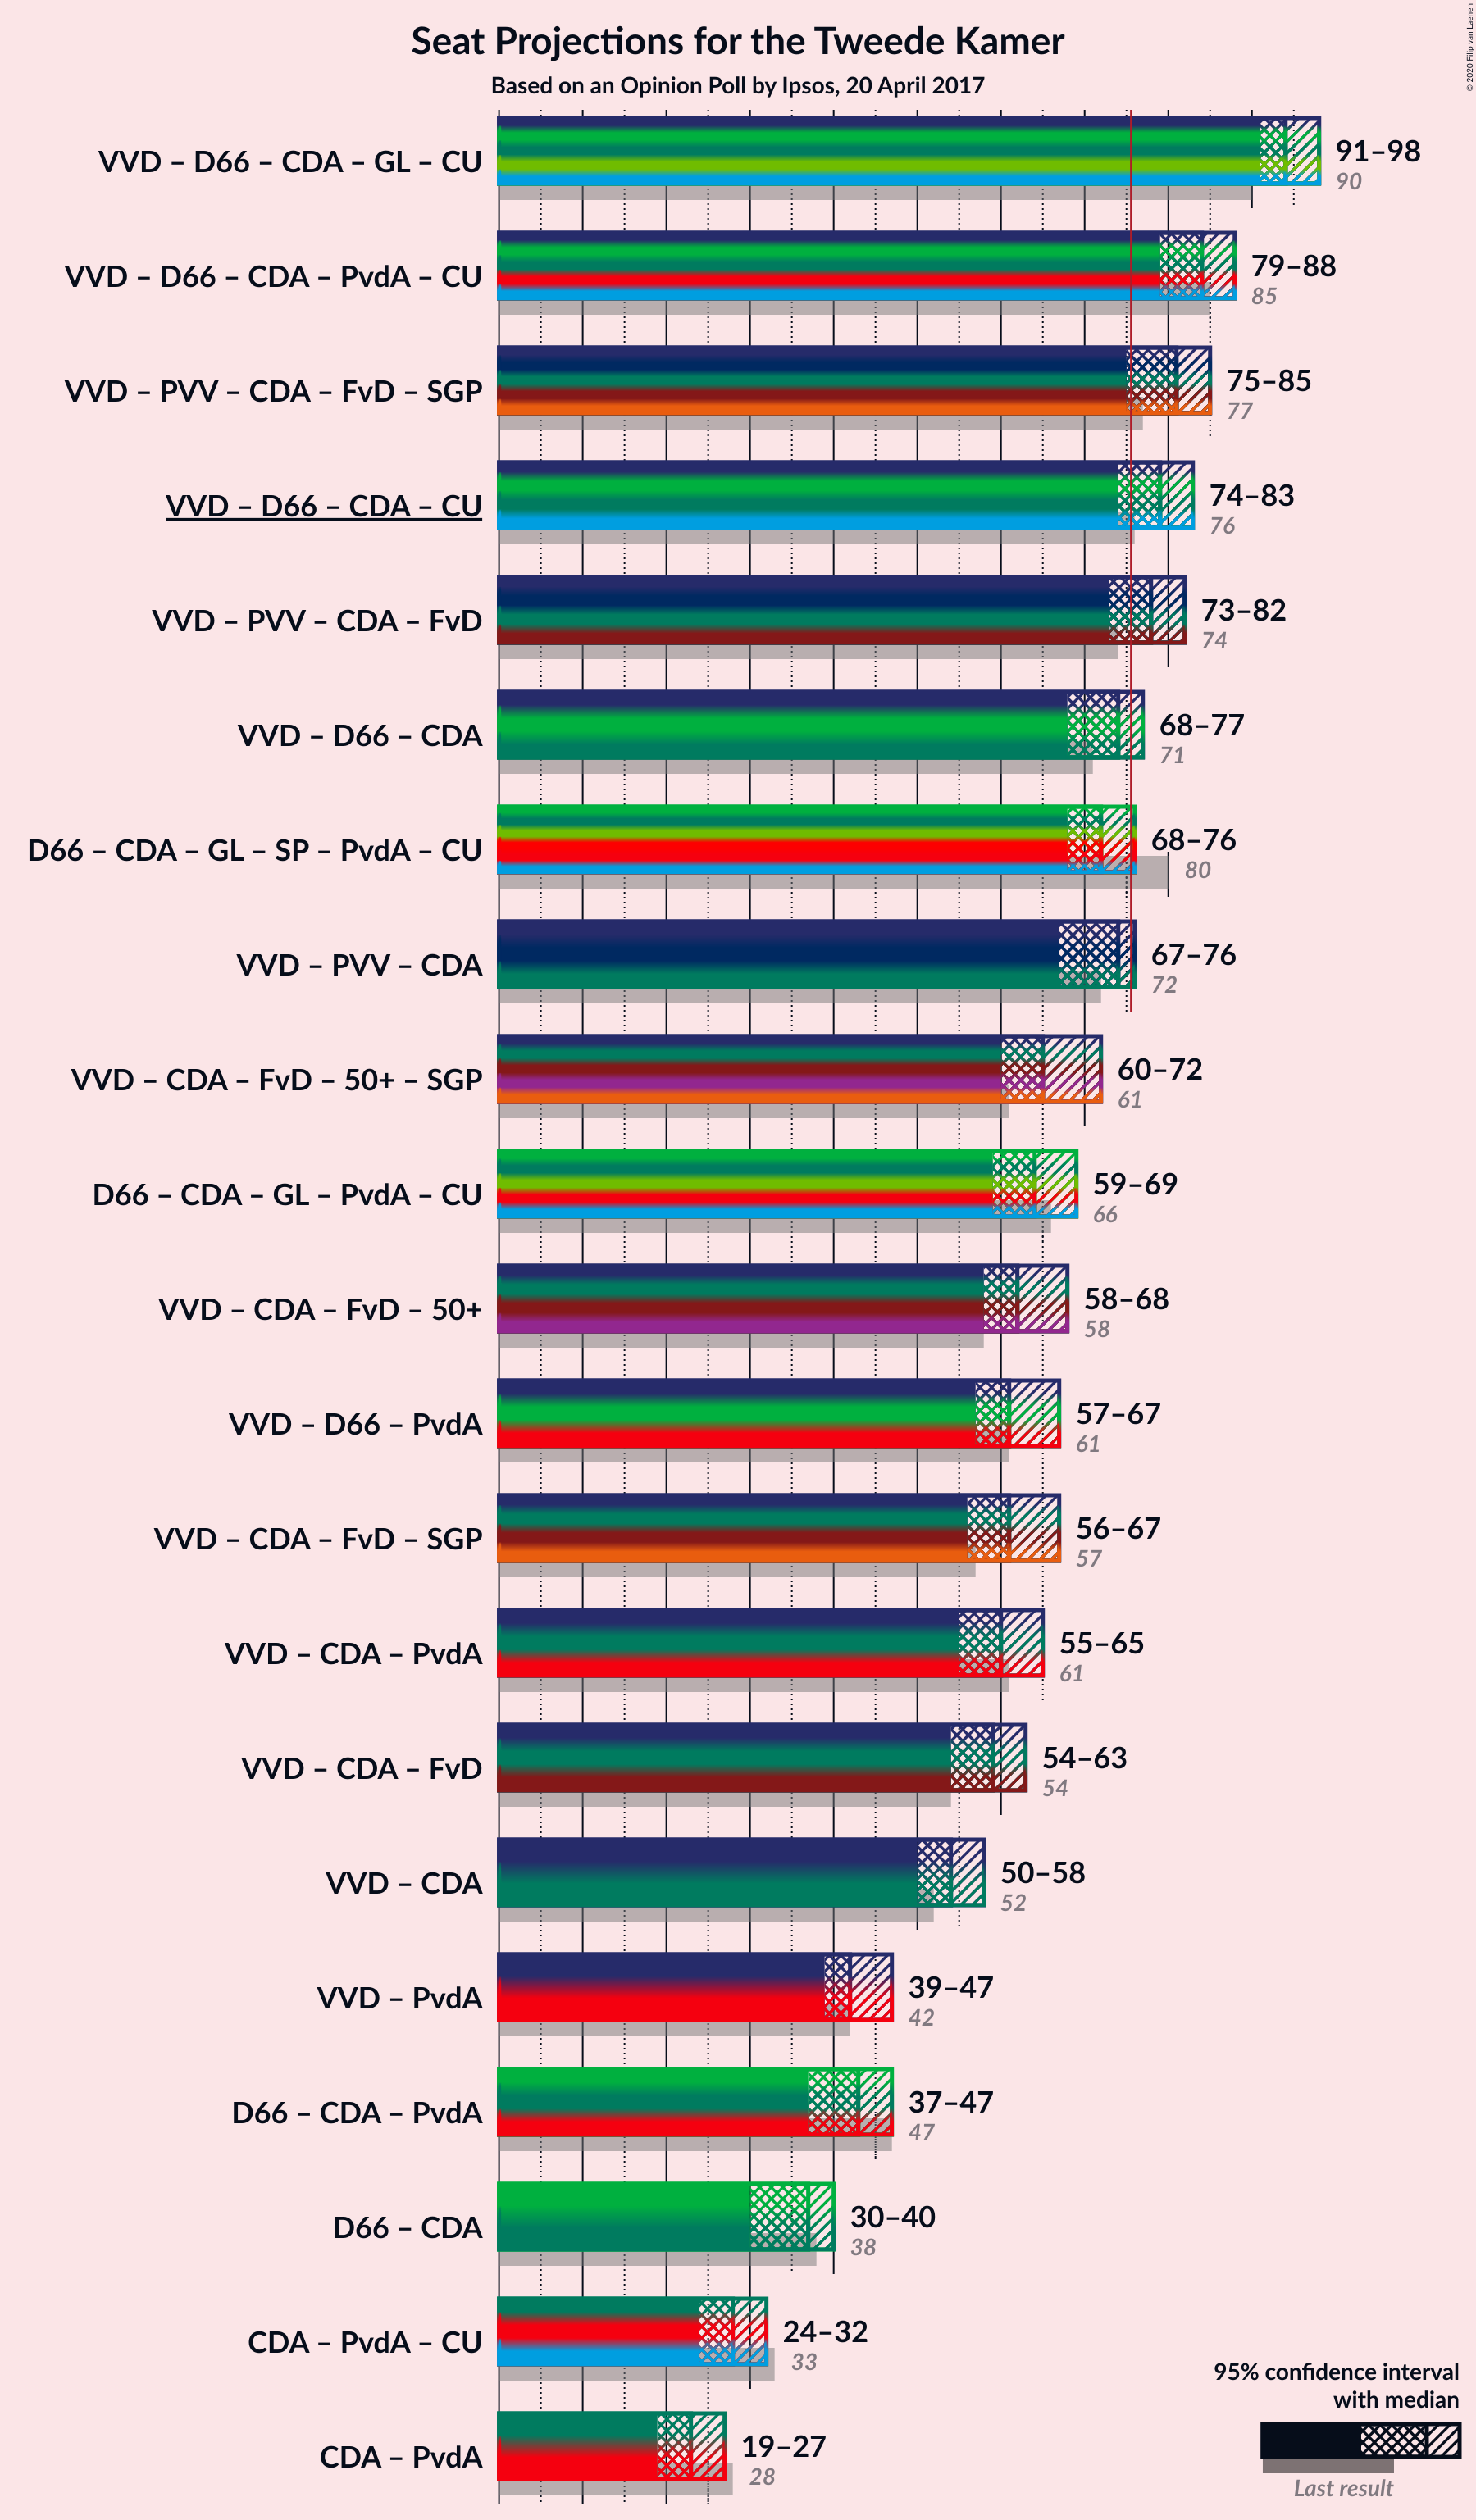 Seat Projections for the Tweede Kamer
Based on an Opinion Poll by Ipsos, 20 April 2017
© 2020 Filip van Laenen
VVD – D66 – CDA – GL – CU
91–98
90
VVD – D66 – CDA – PvdA – CU
79–88
85
VVD – PVV – CDA – FvD – SGP
75–85
77
VVD – D66 – CDA – CU
74–83
76
VVD – PVV – CDA – FvD
73–82
74
VVD – D66 – CDA
68–77
71
D66 – CDA – GL – SP – PvdA – CU
68–76
80
VVD – PVV – CDA
67–76
72
VVD – CDA – FvD – 50+ – SGP
60–72
61
D66 – CDA – GL – PvdA – CU
59–69
66
VVD – CDA – FvD – 50+
58–68
58
VVD – D66 – PvdA
57–67
61
VVD – CDA – FvD – SGP
56–67
57
VVD – CDA – PvdA
55–65
61
VVD – CDA – FvD
54–63
54
VVD – CDA
50–58
52
VVD – PvdA
39–47
42
D66 – CDA – PvdA
37–47
47
D66 – CDA
30–40
38
CDA – PvdA – CU
24–32
33
CDA – PvdA
19–27
28
95% confidence interval
with median
Last result